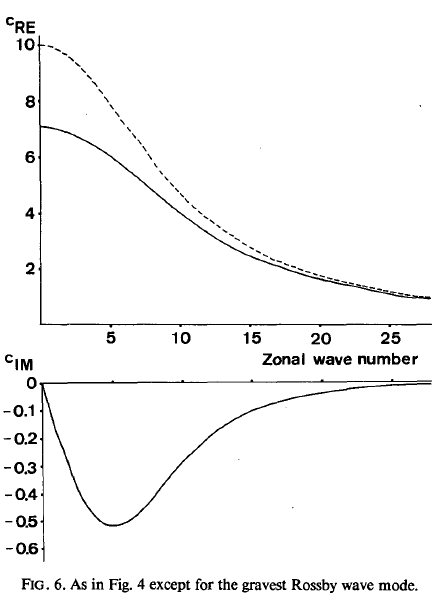 cRE
10
8
6
4
2
5 10 15 20 25
Zonal wave number
cIM
0
-0.1
-0.2
-0.3
-0.4
-0.5
-0.6
FIG. 6. As in Fig. 4 except for the gravest Rossby wave mode.